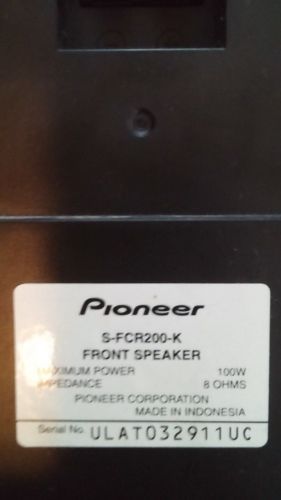 Pioneer
S-FCR200-K
FRONT SPEAKER
MAXIMUM POWER 100W
IMPEDANCE 8 OHMS
PIONEER CORPORATION
MADE IN INDONESIA
Serial No. ULAT032911UC